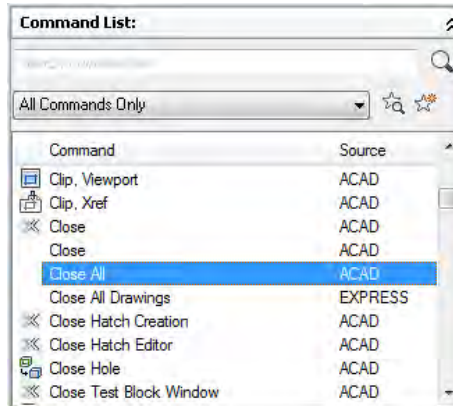 Command List:
All Commands Only
Command Source
Clip, Viewport ACAD
Clip, Xref ACAD
Close ACAD
Close ACAD
Close All ACAD
Close All Drawings EXPRESS
Close Hatch Creation ACAD
Close Hatch Editor ACAD
Close Hole ACAD
Close Test Block Window ACAD